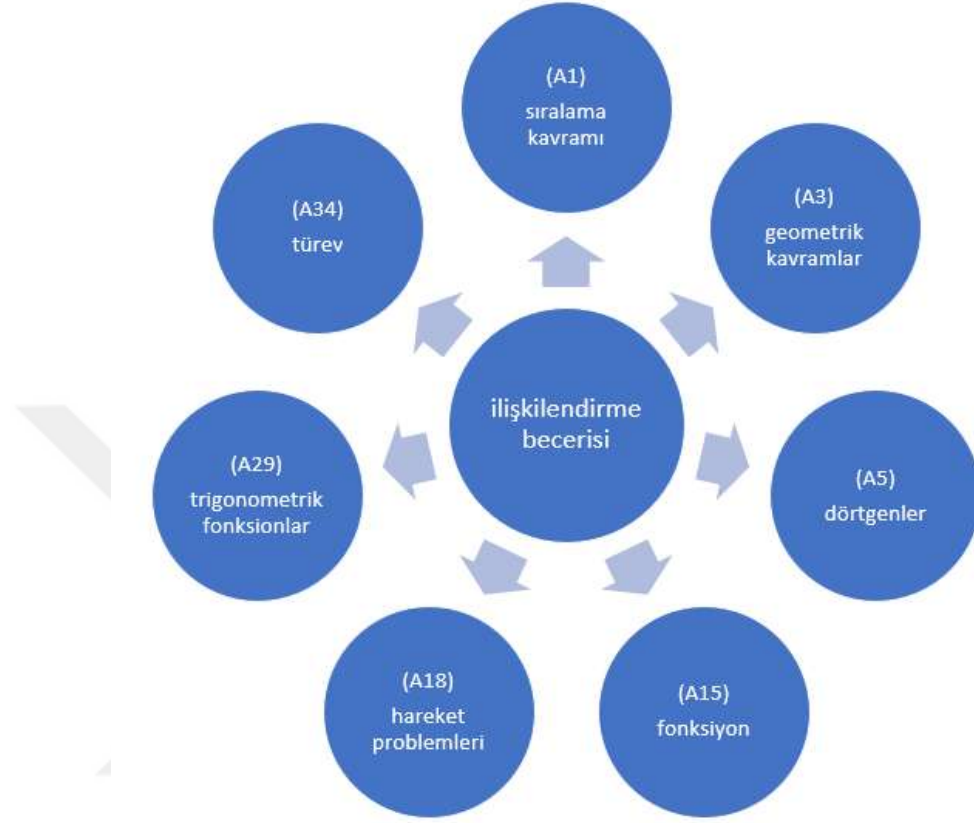 (A1)
sıralama
kavramı
(A3)
geometrik
kavramlar
(A5)
dörtgenler
(A15)
fonksiyon
(A18)
hareket
problemleri
(A29)
trigonometrik
fonksionlar
(A34)
türev
ilişkilendirme
becerisi